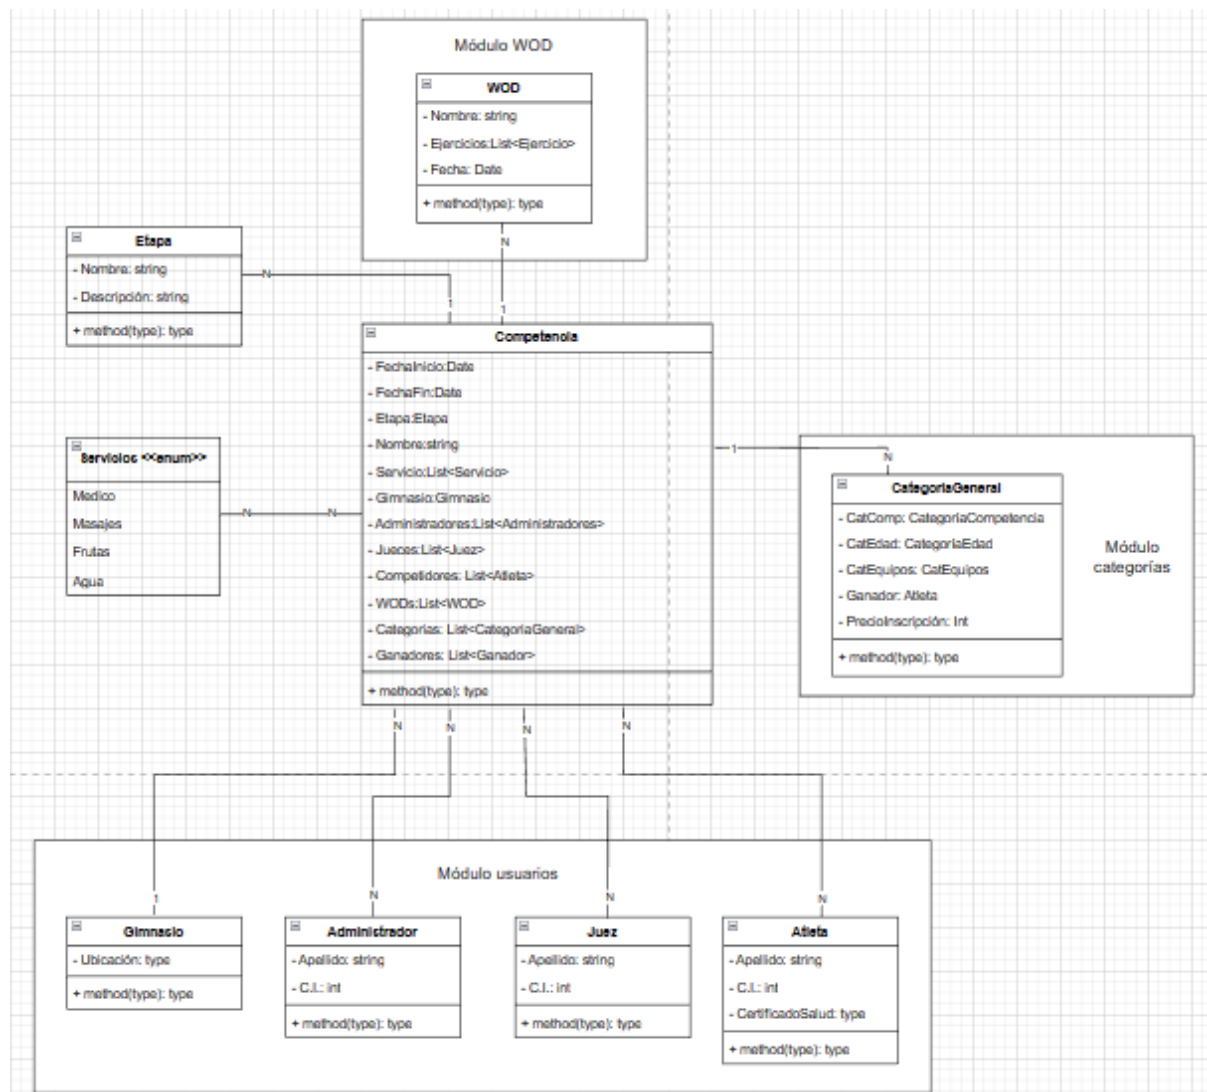 Módulo WOD
WOD
- Nombre: string
- Ejercicios:List<Ejercicio>
- Fecha: Date
+ method(type): type
N
1
Etapa
- Nombre: string
- Descripción: string
+ method(type): type
N
1
Competencia
- FechaInicio:Date
- FechaFin:Date
- Etapa:Etapa
- Nombre:string
- Servicio:List<Servicio>
- Gimnasio:Gimnasio
- Administradores:List<Administradores>
- Jueces:List<Juez>
- Competidores: List<Atleta>
- WODs:List<WOD>
- Categorias: List<CategoriaGeneral>
- Ganadores: List<Ganador>
+ method(type): type
Servicios <<enum>>
Medico
Masajes
Frutas
Agua
N
N
1
N
CategoriaGeneral
- CatComp: CategoriaCompetencia
- CatEdad: CategoriaEdad
- CatEquipos: CatEquipos
- Ganador: Atleta
- PrecioInscripción: Int
+ method(type): type
Módulo
categorías
N
N
N
N
Módulo usuarios
1
N
N
N
Gimnasio
- Ubicación: type
+ method(type): type
Administrador
- Apellido: string
- C.I.: int
+ method(type): type
Juez
- Apellido: string
- C.I.: int
+ method(type): type
Atleta
- Apellido: string
- C.I.: int
- CertificadoSalud: type
+ method(type): type